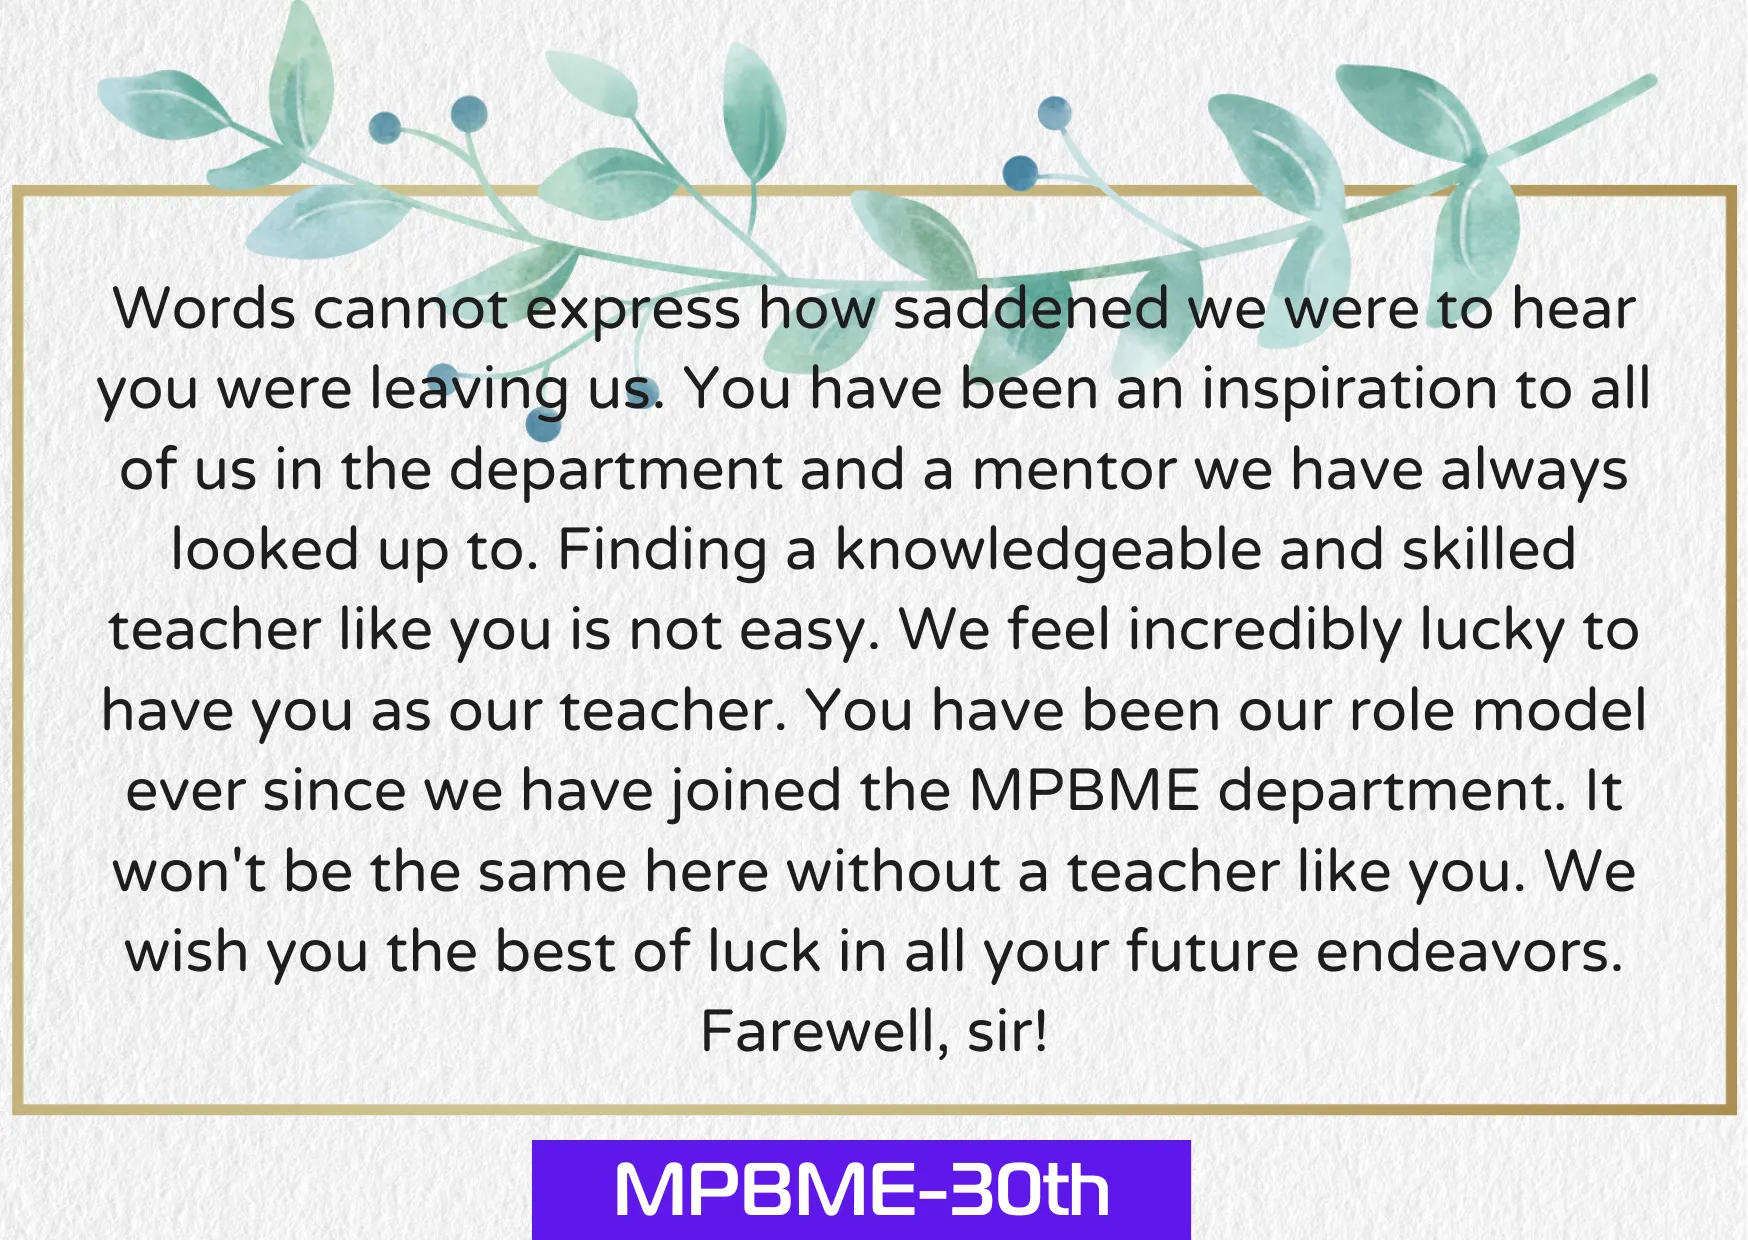 Words cannot express how saddened we were to hear
you were leaving us. You have been an inspiration to all
of us in the department and a mentor we have always
looked up to. Finding a knowledgeable and skilled
teacher like you is not easy. We feel incredibly lucky to
have you as our teacher. You have been our role model
ever since we have joined the MPBME department. It
won't be the same here without a teacher like you. We
wish you the best of luck in all your future endeavors.
Farewell, sir!
MPBME-30th